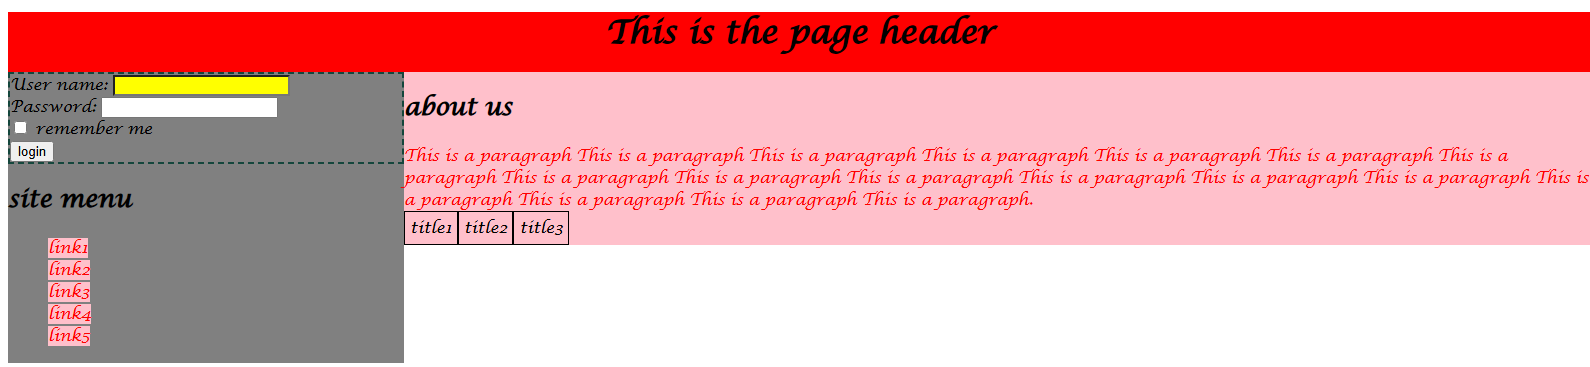 This is the page header
User name:
Password:
remember me
login
site menu
link1
link2
link3
link4
link5
about us
This is a paragraph This is a paragraph This is a paragraph This is a paragraph This is a paragraph This is a paragraph This is a
paragraph This is a paragraph This is a paragraph This is a paragraph This is a paragraph This is a paragraph This is a paragraph This is
a paragraph This is a paragraph This is a paragraph This is a paragraph.
title1 title2 title3